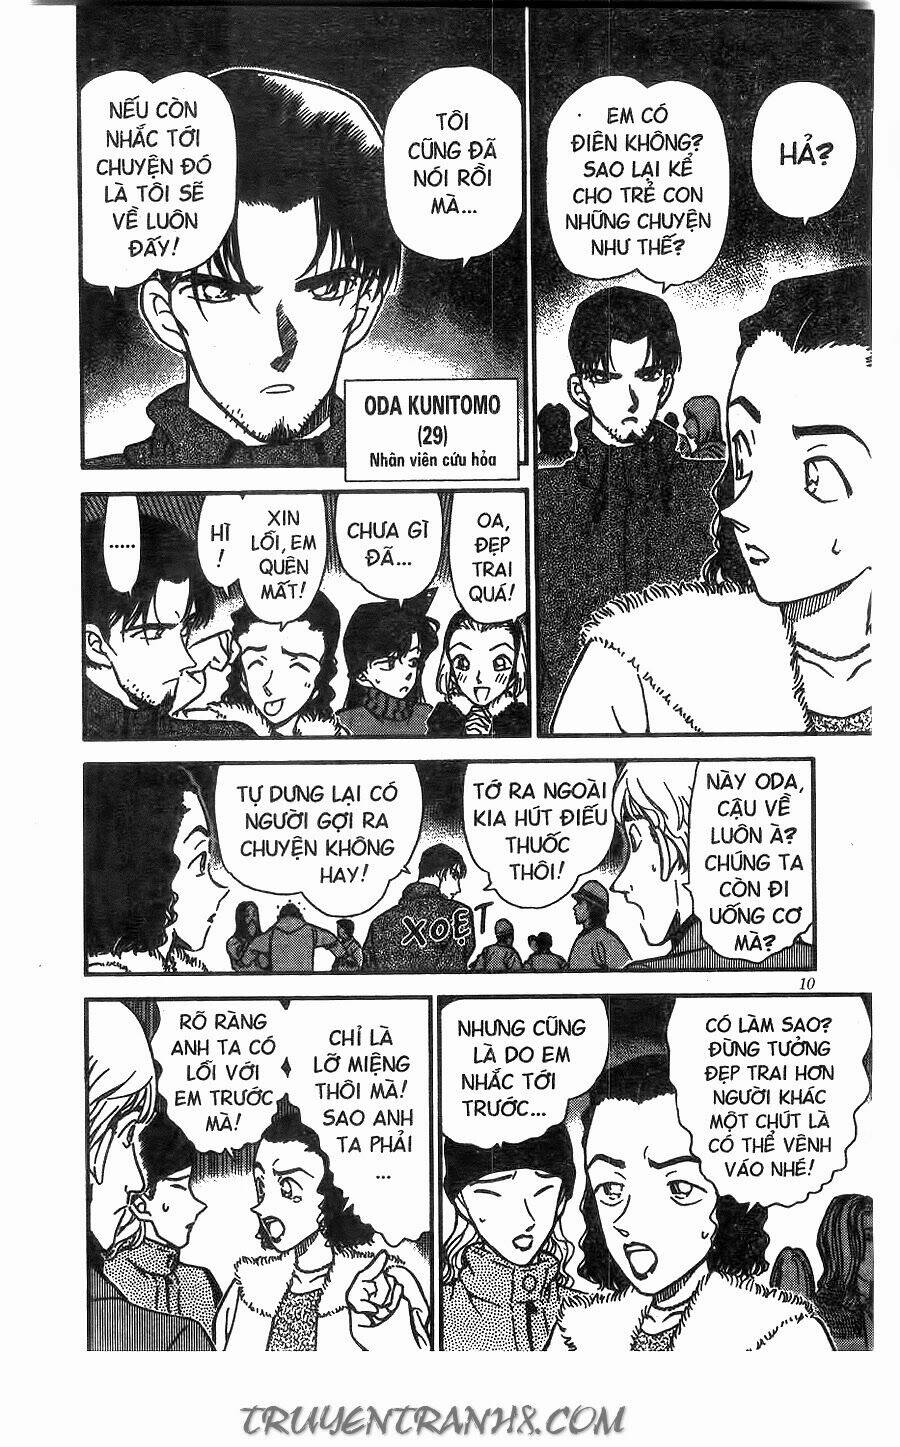 HẢ?
EM CÓ
ĐIÊN KHÔNG?
SAO LẠI KỂ
CHO TRẺ CON
NHỮNG CHUYỆN
NHƯ THẾ?
TÔI
CŨNG ĐÃ
NÓI RỒI
MÀ...
NẾU CÒN
NHẮC TỚI
CHUYỆN ĐÓ
LÀ TÔI SẼ
VỀ LUÔN
ĐẤY!
ODA KUNITOMO
(29)
Nhân viên cứu hỏa
OA,
ĐẸP
TRAI
QUÁ!
CHƯA GÌ
ĐÃ...
XIN
LỖI, EM
QUÊN
MẤT!
HÌ
!
.....
NÀY ODA,
CẬU VỀ
LUÔN À?
CHÚNG TA
CÒN ĐI
UỐNG CƠ
MÀ?
TỚ RA NGOÀI
KIA HÚT ĐIẾU
THUỐC
THÔI!
TỰ DƯNG LẠI CÓ
NGƯỜI GỢI RA
CHUYỆN KHÔNG
HAY!
XOẸT
10
CÓ LÀM SAO?
ĐỪNG TƯỞNG
ĐẸP TRAI HƠN
NGƯỜI KHÁC
MỘT CHÚT LÀ
CÓ THỂ VÊNH
VÁO NHÉ!
NHƯNG CŨNG
LÀ DO EM
NHẮC TỚI
TRƯỚC...
CHỈ LÀ
LỠ MIỆNG
THÔI MÀ!
SAO ANH
TA PHẢI
...
RÕ RÀNG
ANH TA CÓ
LỖI VỚI
EM TRƯỚC
MÀ!
TRUYENTRANH8.COM